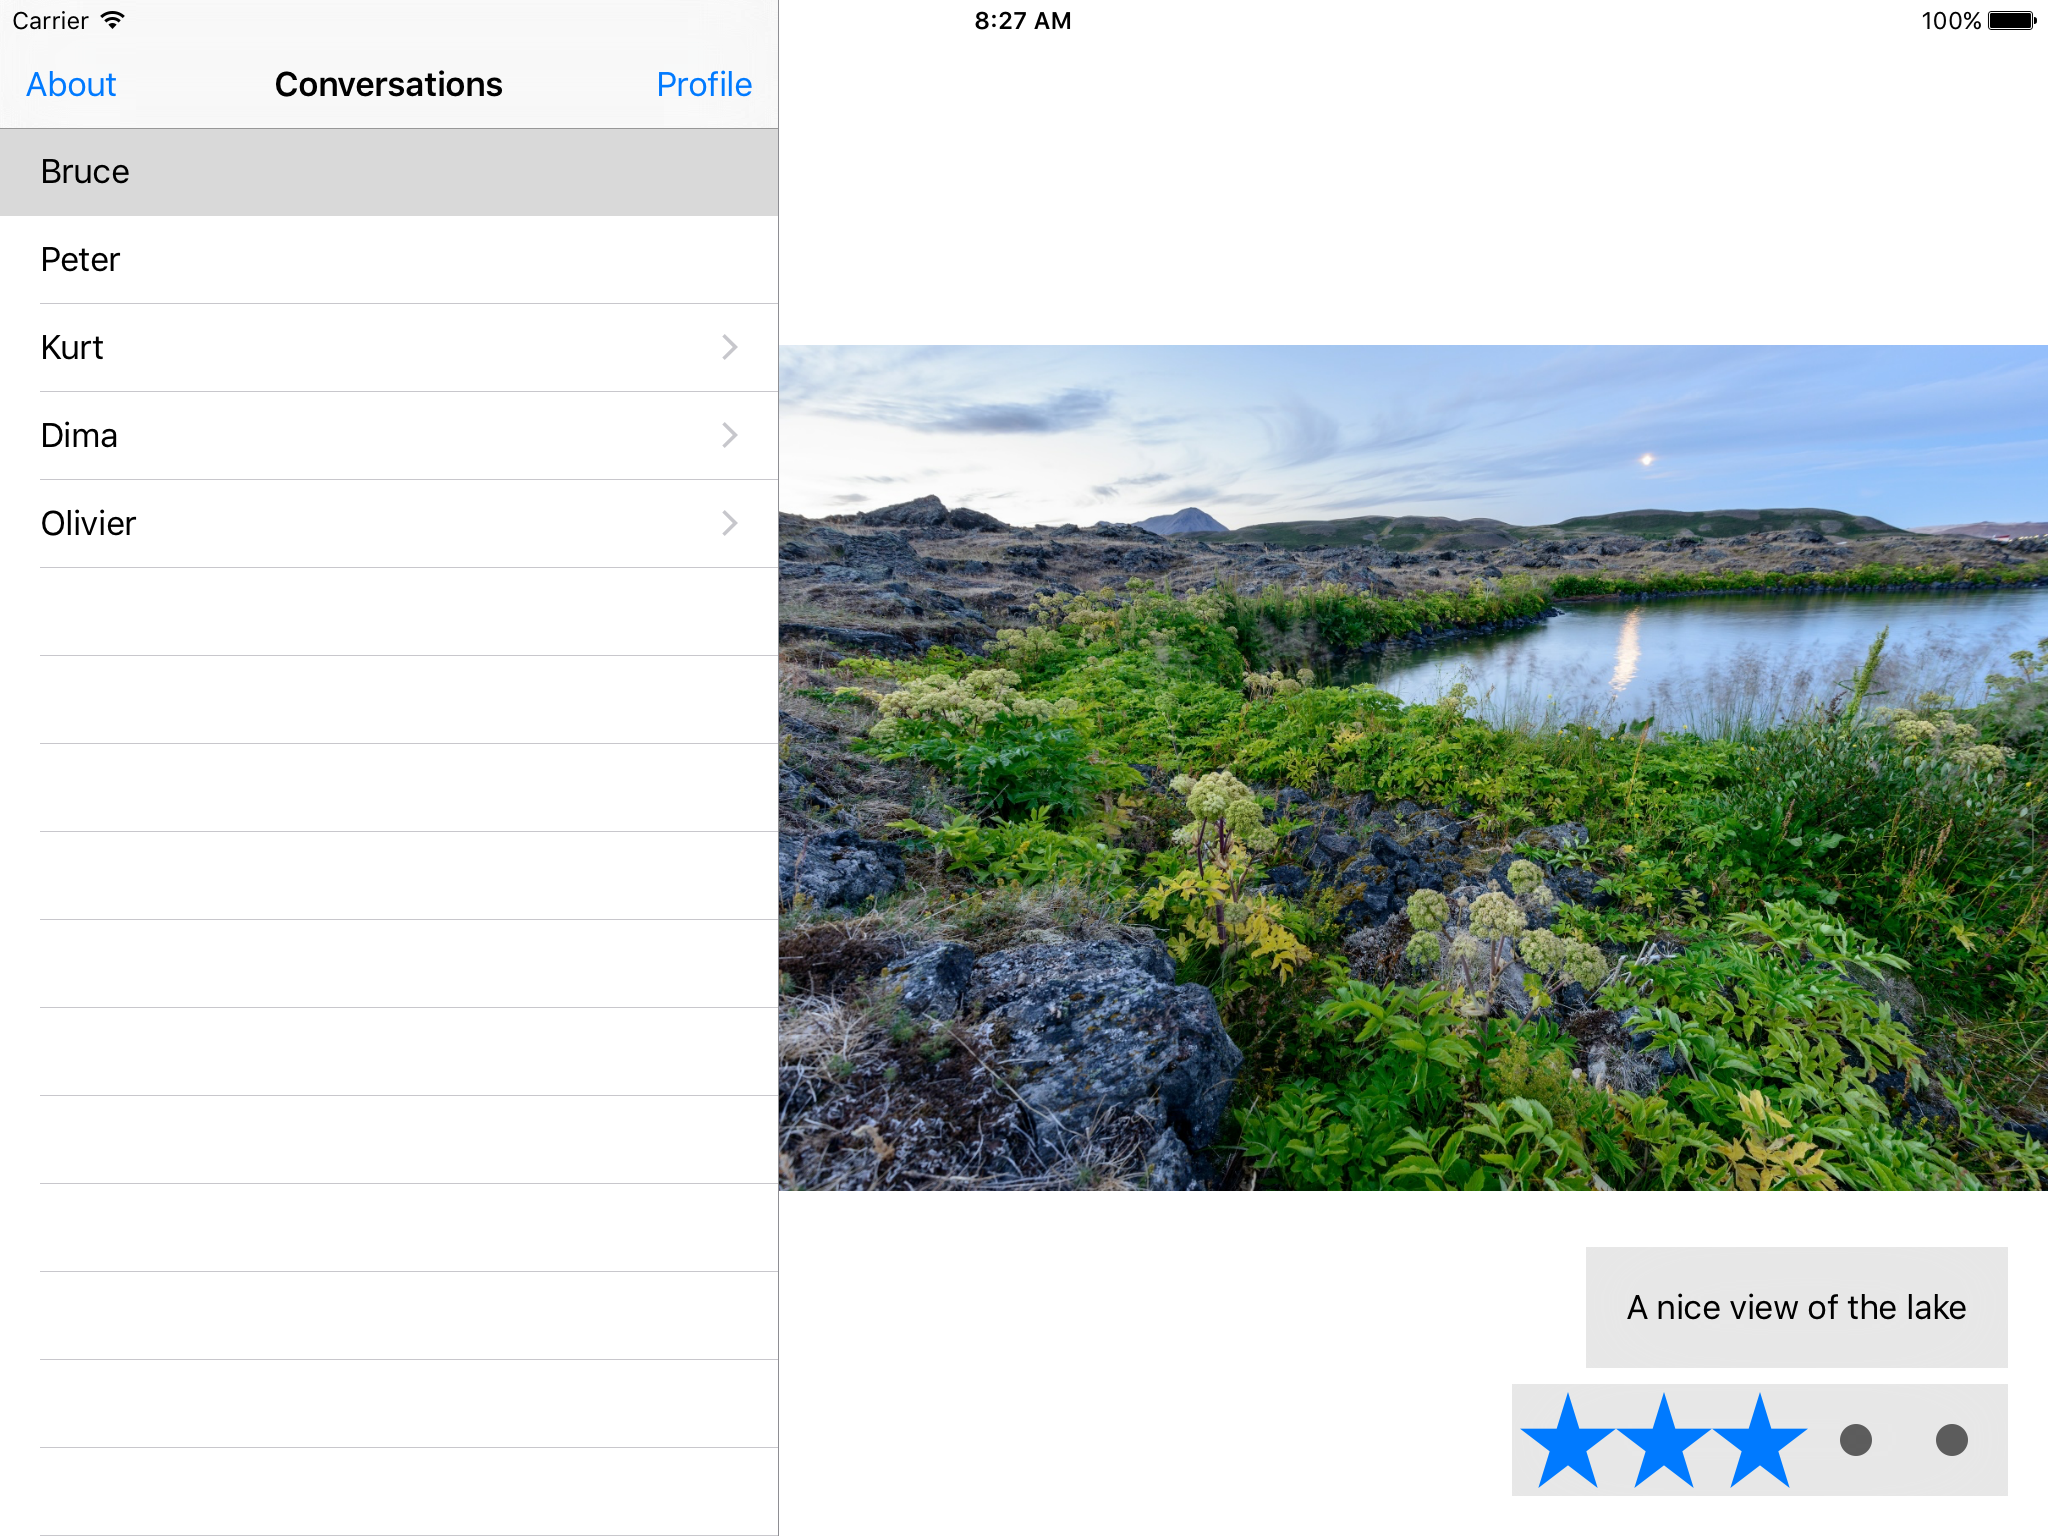 Carrier
8:27 AM
100%
About
Conversations
Profile
Bruce
Peter
Kurt
Dima
Olivier
A nice view of the lake